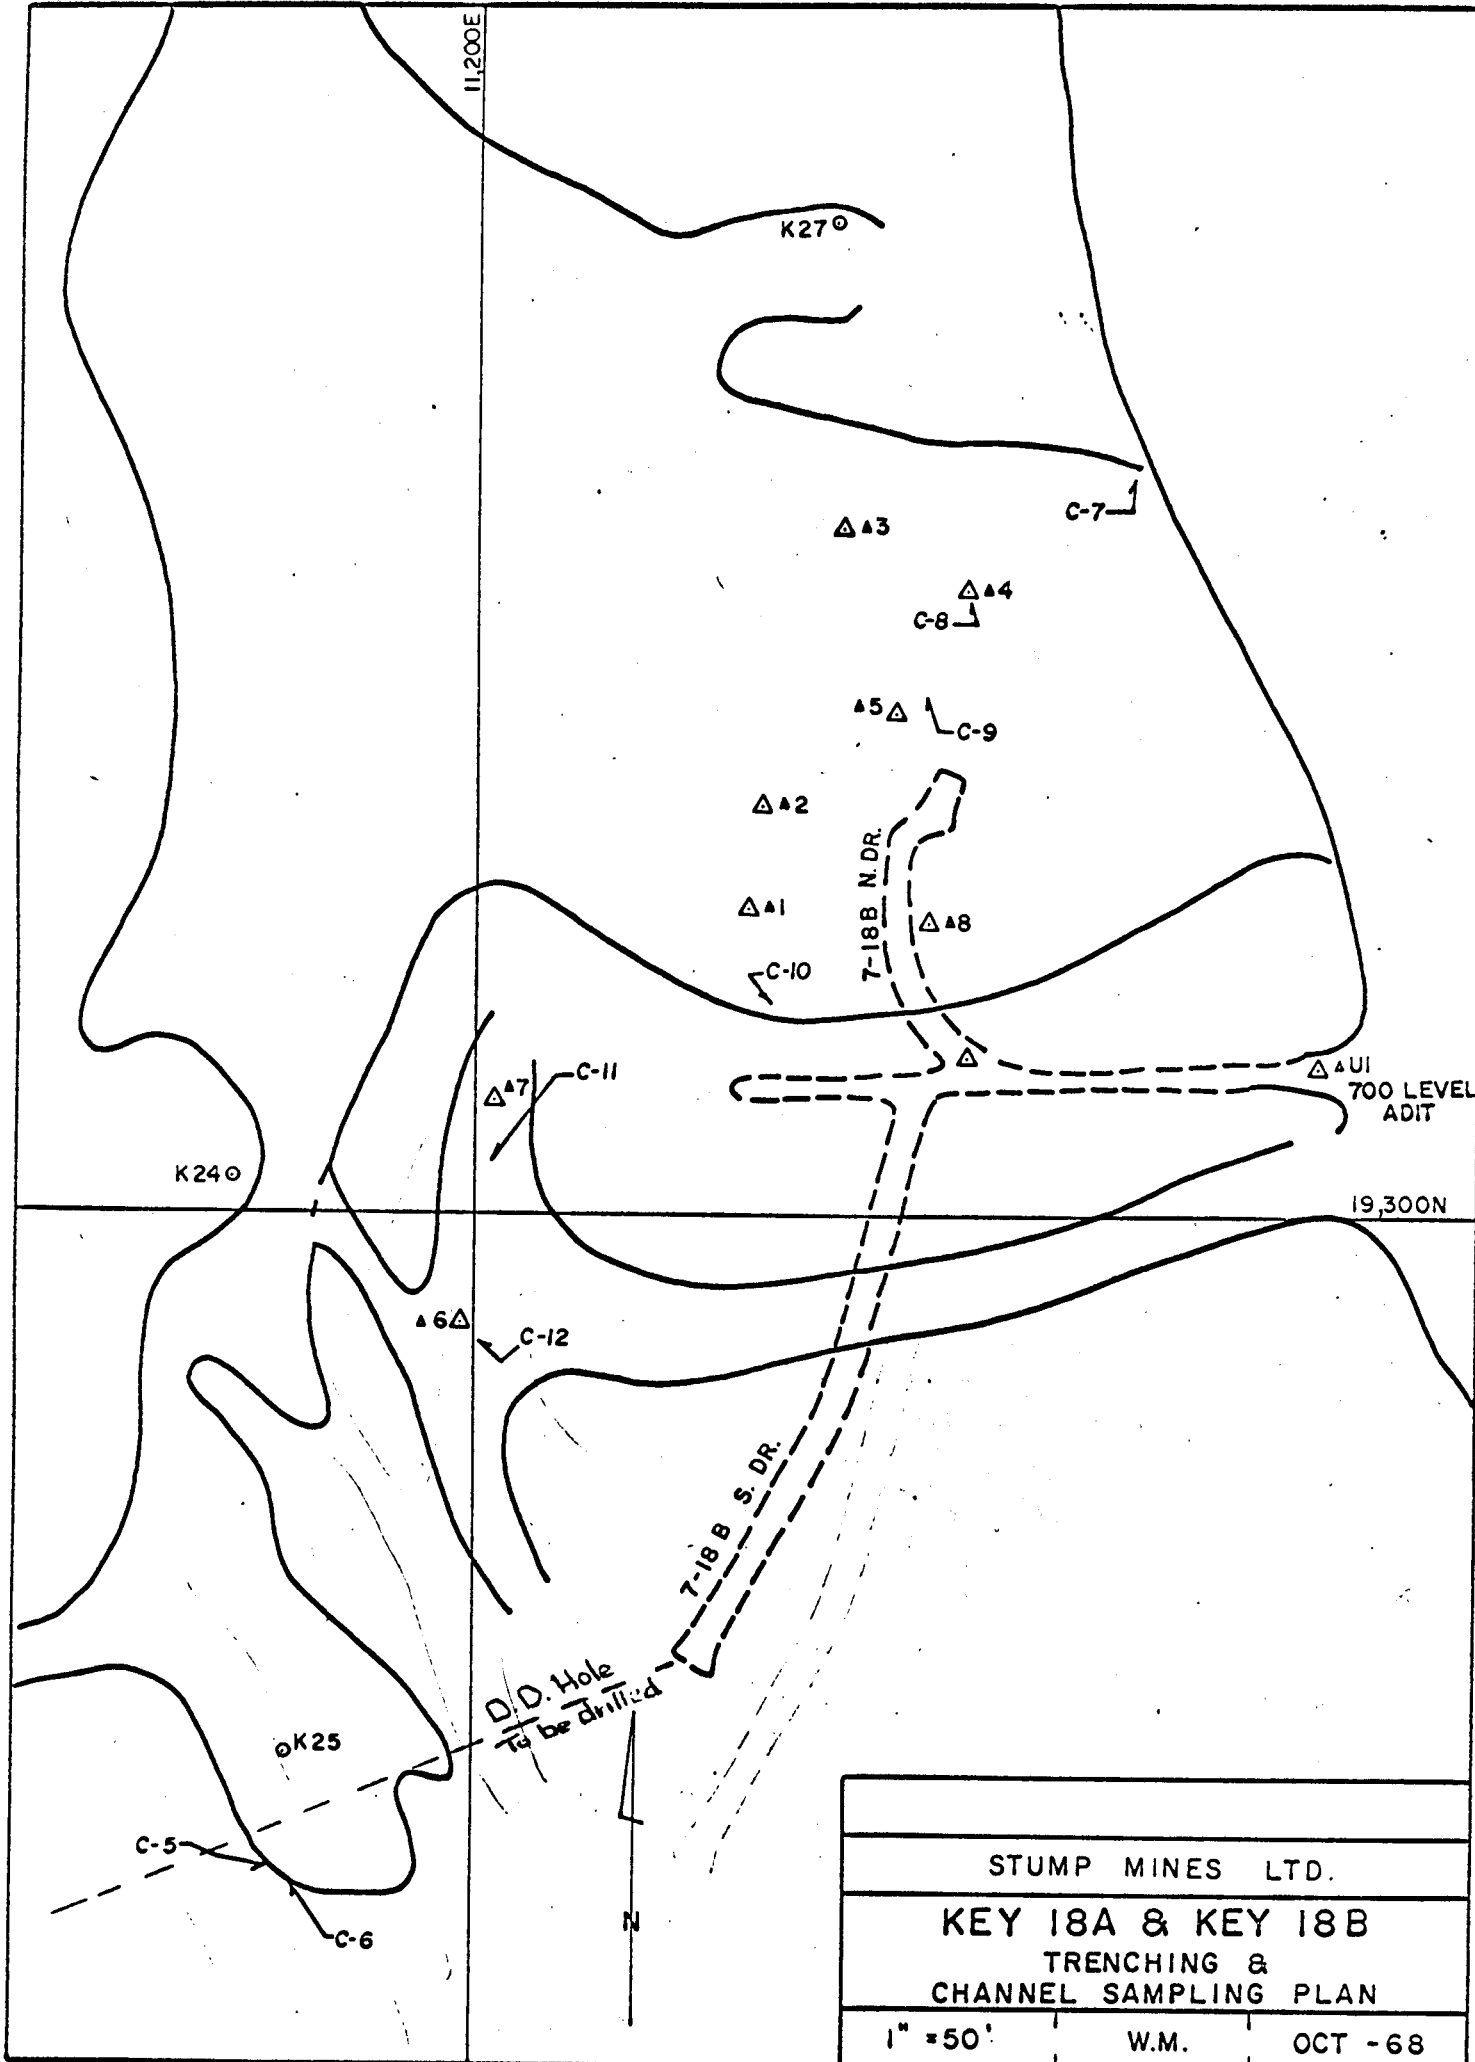 11,200E
K27
C-7
▲3
▲4
C-8
▲5
C-9
▲2
7-18B N. DR.
▲1
▲8
C-10
▲7
C-11
▲U1
700 LEVEL
ADIT
K24
19,300N
▲6
C-12
7-18B S. DR.
D.D. Hole
To be drilled
K25
C-5
C-6
N
STUMP MINES LTD.
KEY 18A & KEY 18B
TRENCHING &
CHANNEL SAMPLING PLAN
1" = 50' W.M. OCT - 68